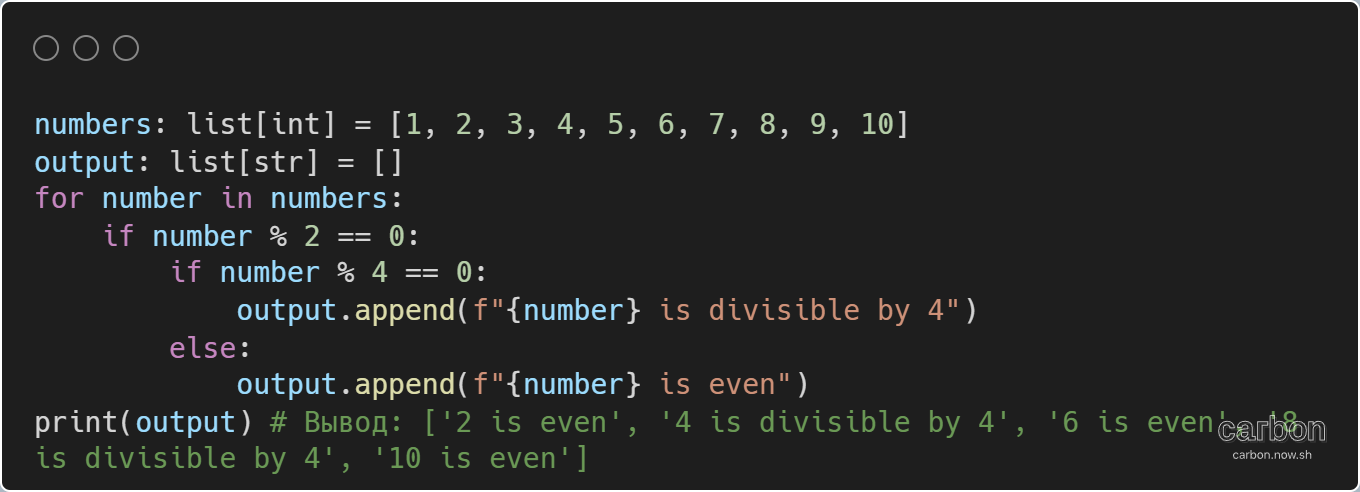 numbers: list[int] = [1, 2, 3, 4, 5, 6, 7, 8, 9, 10]
output: list[str] = []
for number in numbers:
    if number % 2 == 0:
        if number % 4 == 0:
            output.append(f"{number} is divisible by 4")
        else:
            output.append(f"{number} is even")
print(output) # Вывод: ['2 is even', '4 is divisible by 4', '6 is even', '8
is divisible by 4', '10 is even']
carbon
carbon.now.sh